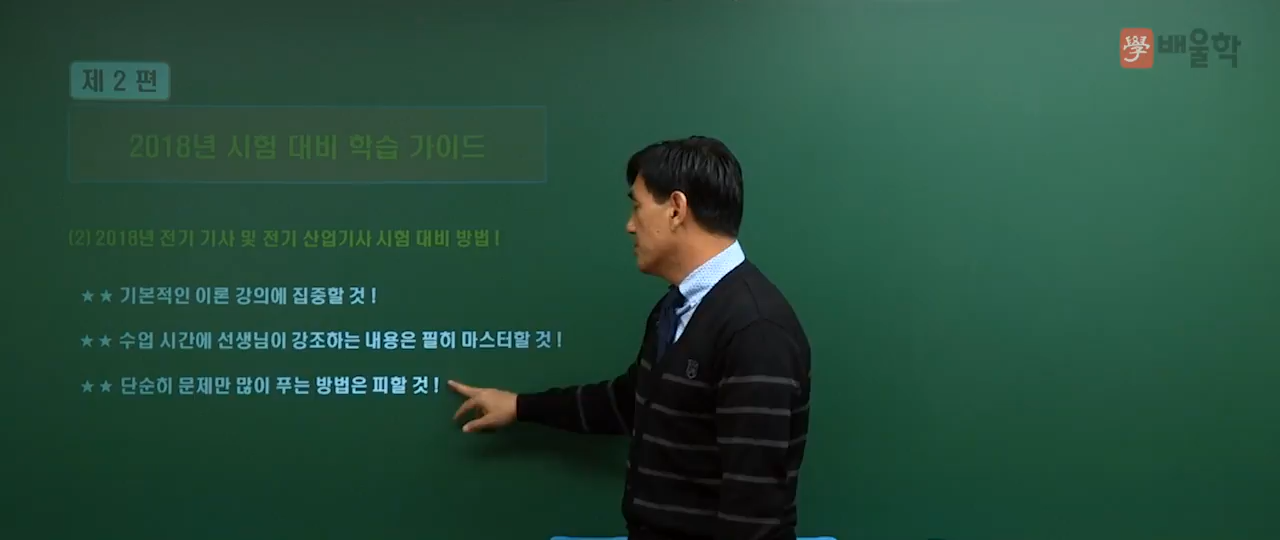 學 배울학
제 2 편
2018년 시험 대비 학습 가이드
(2) 2018년 전기 기사 및 전기 산업기사 시험 대비 방법 !
★★ 기본적인 이론 강의에 집중할 것 !
★★ 수업 시간에 선생님이 강조하는 내용은 필히 마스터할 것 !
★★ 단순히 문제만 많이 푸는 방법은 피할 것 !